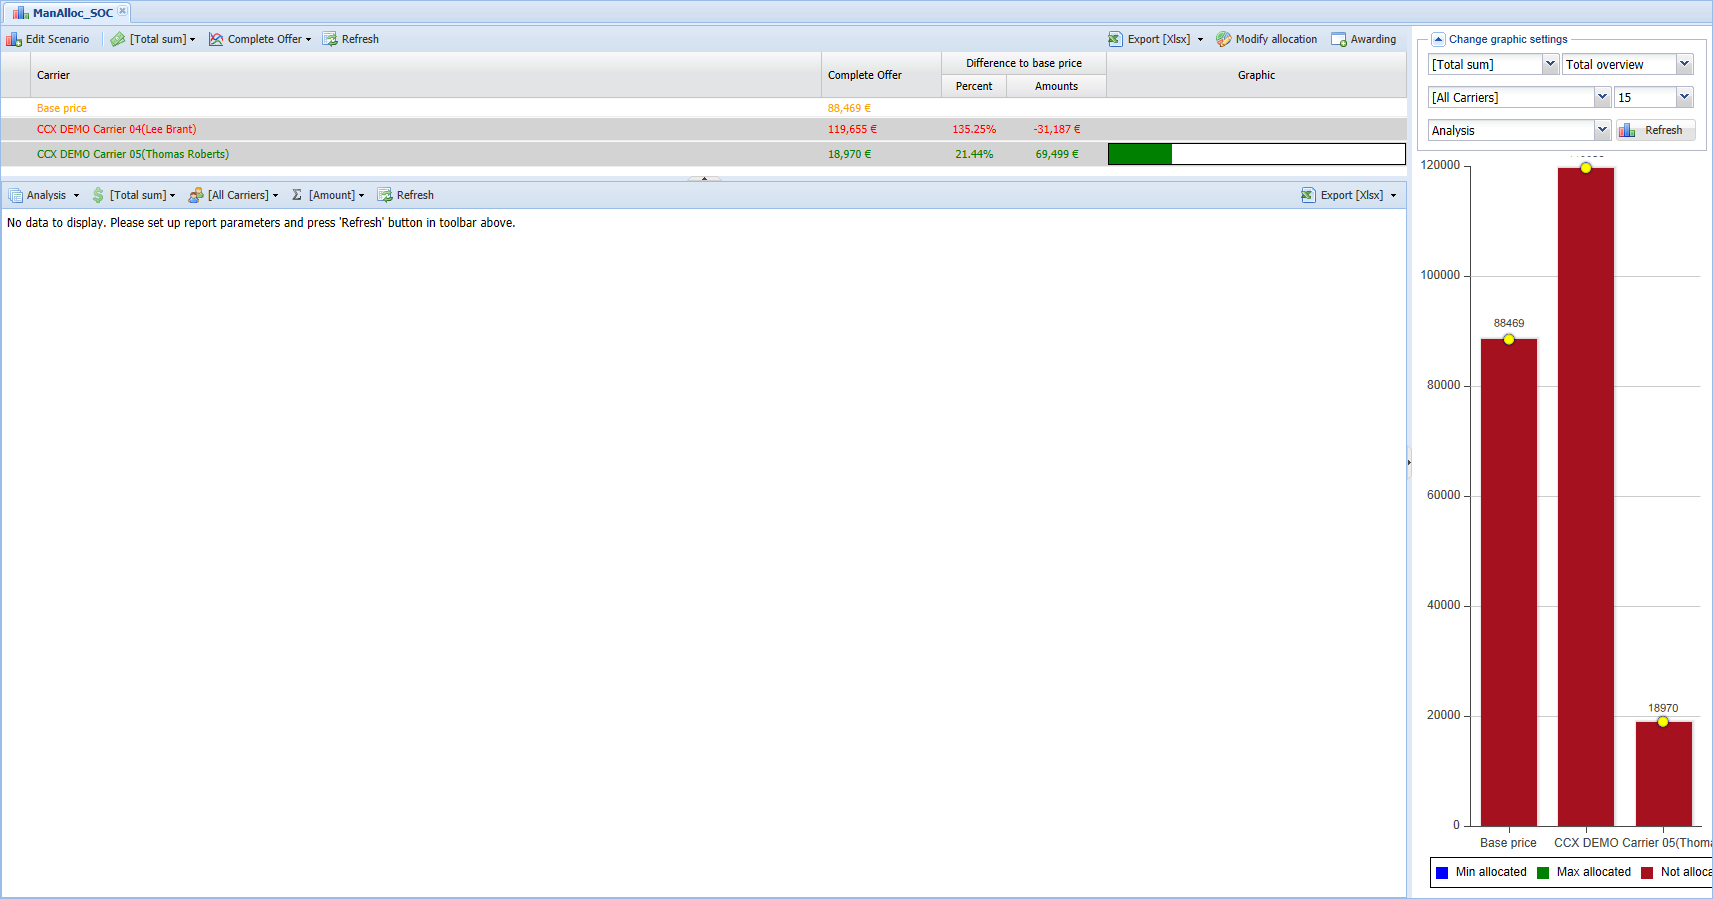 ManAlloc_SOC
Edit Scenario [Total sum] Complete Offer Refresh Export [Xlsx] Modify allocation Awarding
Carrier Complete Offer Difference to base price Graphic
Percent Amounts
Base price 88,469 €
CCX DEMO Carrier 04(Lee Brant) 119,655 € 135.25% -31,187 €
CCX DEMO Carrier 05(Thomas Roberts) 18,970 € 21.44% 69,499 €
Analysis [Total sum] [All Carriers] Σ [Amount] Refresh Export [Xlsx]
No data to display. Please set up report parameters and press 'Refresh' button in toolbar above.
Change graphic settings
[Total sum] Total overview
[All Carriers] 15
Analysis Refresh
120000
100000
88469
80000
60000
40000
20000
18970
0
Base price CCX DEMO Carrier 05(Thoma
Min allocated Max allocated Not alloca